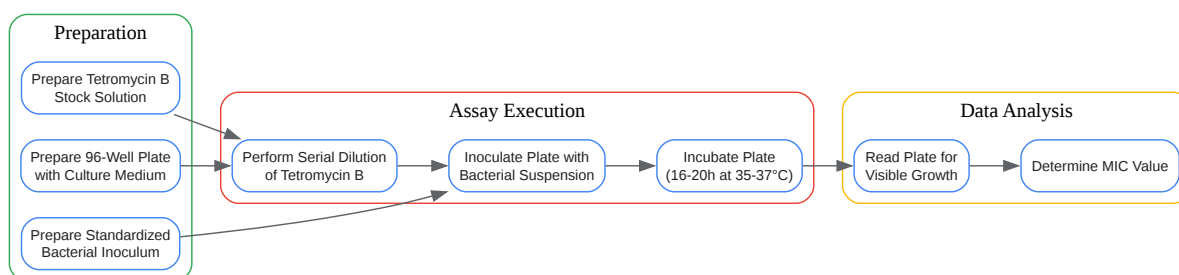 Preparation
Prepare Tetromycin B
Stock Solution
Prepare 96-Well Plate
with Culture Medium
Prepare Standardized
Bacterial Inoculum
Assay Execution
Perform Serial Dilution
of Tetromycin B
Inoculate Plate with
Bacterial Suspension
Incubate Plate
(16-20h at 35-37°C)
Data Analysis
Read Plate for
Visible Growth
Determine MIC Value